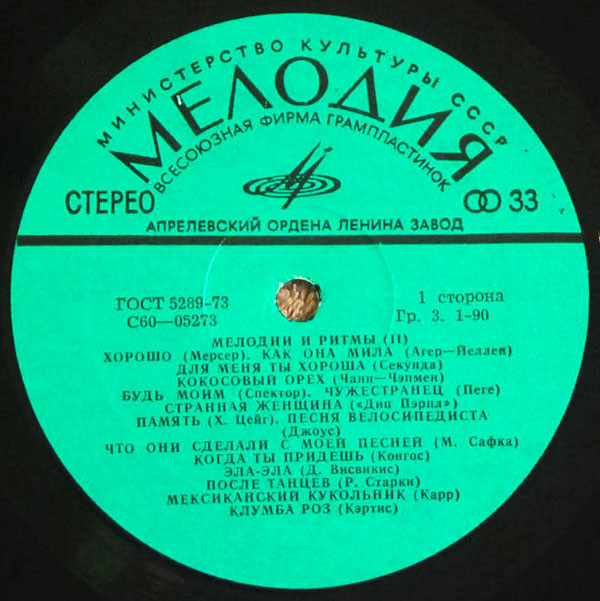 МИНИСТЕРСТВО КУЛЬТУРЫ СССР
МЕЛОДИЯ
ВСЕСОЮЗНАЯ ФИРМА ГРАМПЛАСТИНОК
СТЕРЕО
33
АПРЕЛЕВСКИЙ ОРДЕНА ЛЕНИНА ЗАВОД
ГОСТ 5289-73
1 сторона
С60—05273
Гр. 3. 1-90
МЕЛОДИИ И РИТМЫ (II)
ХОРОШО (Мерсер). КАК ОНА МИЛА (Агер—Йеллен)
ДЛЯ МЕНЯ ТЫ ХОРОША (Секунда)
КОКОСОВЫЙ ОРЕХ (Чинн—Чэпмен)
БУДЬ МОИМ (Спектор). ЧУЖЕСТРАНЕЦ (Пеге)
СТРАННАЯ ЖЕНЩИНА («Дип Пэрпл»)
ПАМЯТЬ (Х. Цейг). ПЕСНЯ ВЕЛОСИПЕДИСТА
(Джоус)
ЧТО ОНИ СДЕЛАЛИ С МОЕЙ ПЕСНЕЙ (М. Сафка)
КОГДА ТЫ ПРИДЕШЬ (Конгос)
ЭЛА-ЭЛА (Д. Висвикис)
ПОСЛЕ ТАНЦЕВ (Р. Старки)
МЕКСИКАНСКИЙ КУКОЛЬНИК (Карр)
КЛУМБА РОЗ (Кэртис)